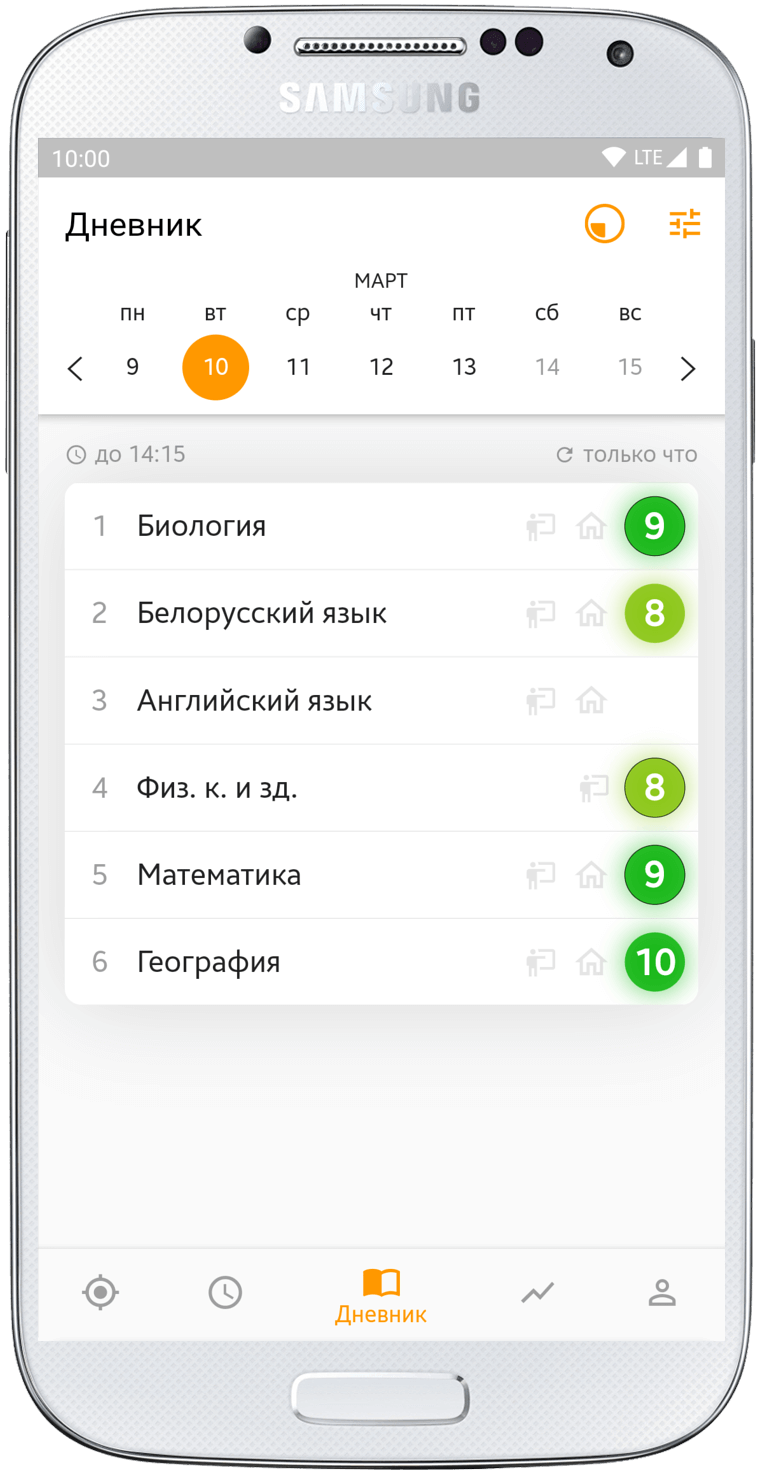 SAMSUNG
10:00 LTE
Дневник
МАРТ
пн вт ср чт пт сб вс
9 10 11 12 13 14 15
до 14:15 только что
1 Биология 9
2 Белорусский язык 8
3 Английский язык
4 Физ. к. и зд. 8
5 Математика 9
6 География 10
Дневник